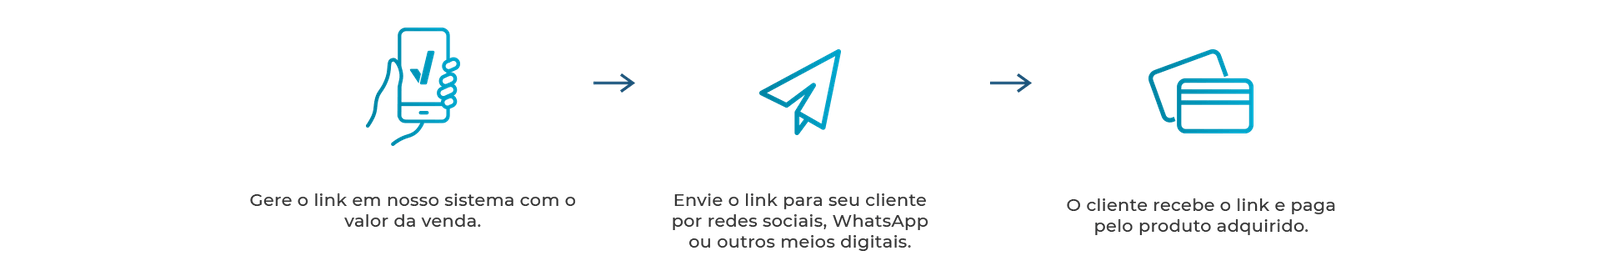 Gere o link em nosso sistema com o
valor da venda.
Envie o link para seu cliente
por redes sociais, WhatsApp
ou outros meios digitais.
O cliente recebe o link e paga
pelo produto adquirido.